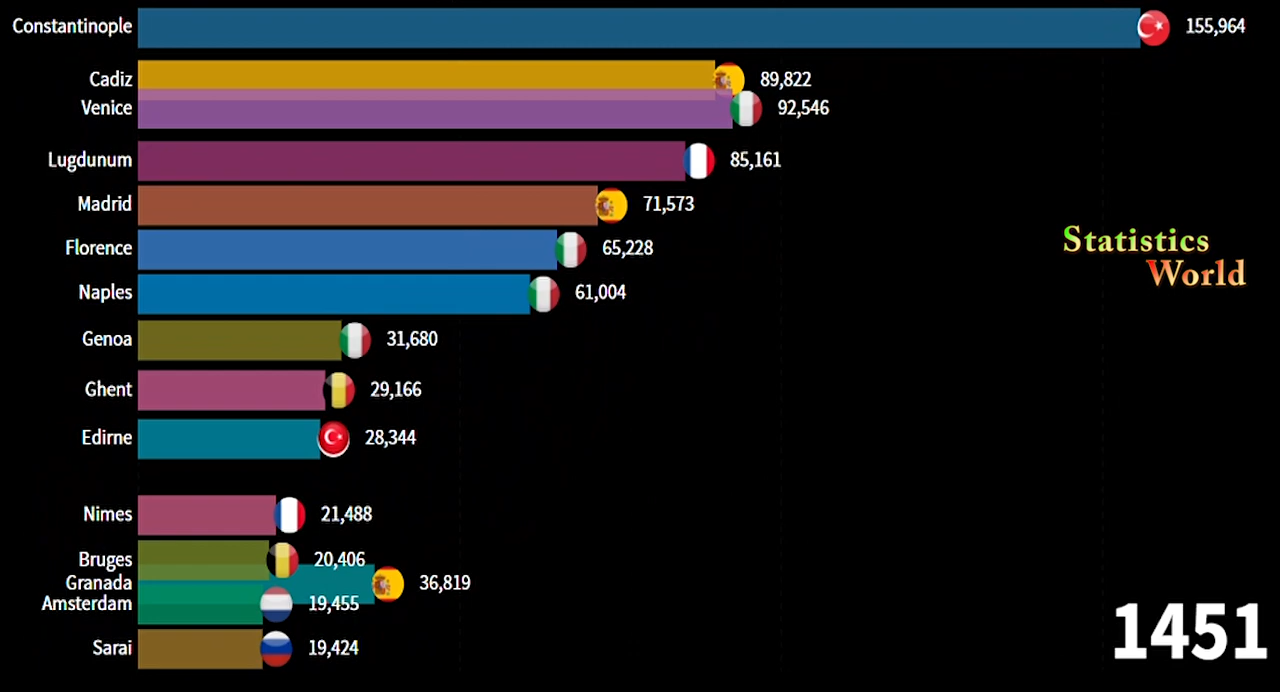 Constantinople 155,964
Cadiz 89,822
Venice 92,546
Lugdunum 85,161
Madrid 71,573
Florence 65,228
Statistics
World
Naples 61,004
Genoa 31,680
Ghent 29,166
Edirne 28,344
Nimes 21,488
Bruges 20,406
Granada 36,819
Amsterdam 19,455
Sarai 19,424
1451